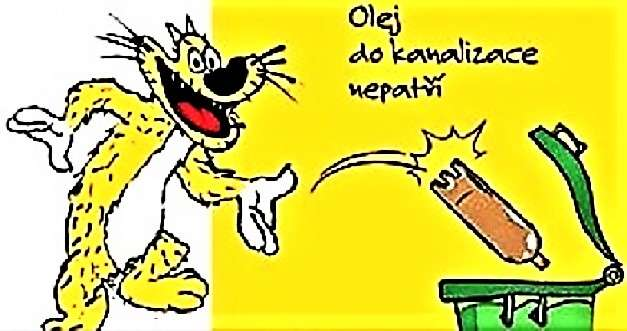 Olej
do kanalizace
nepatří